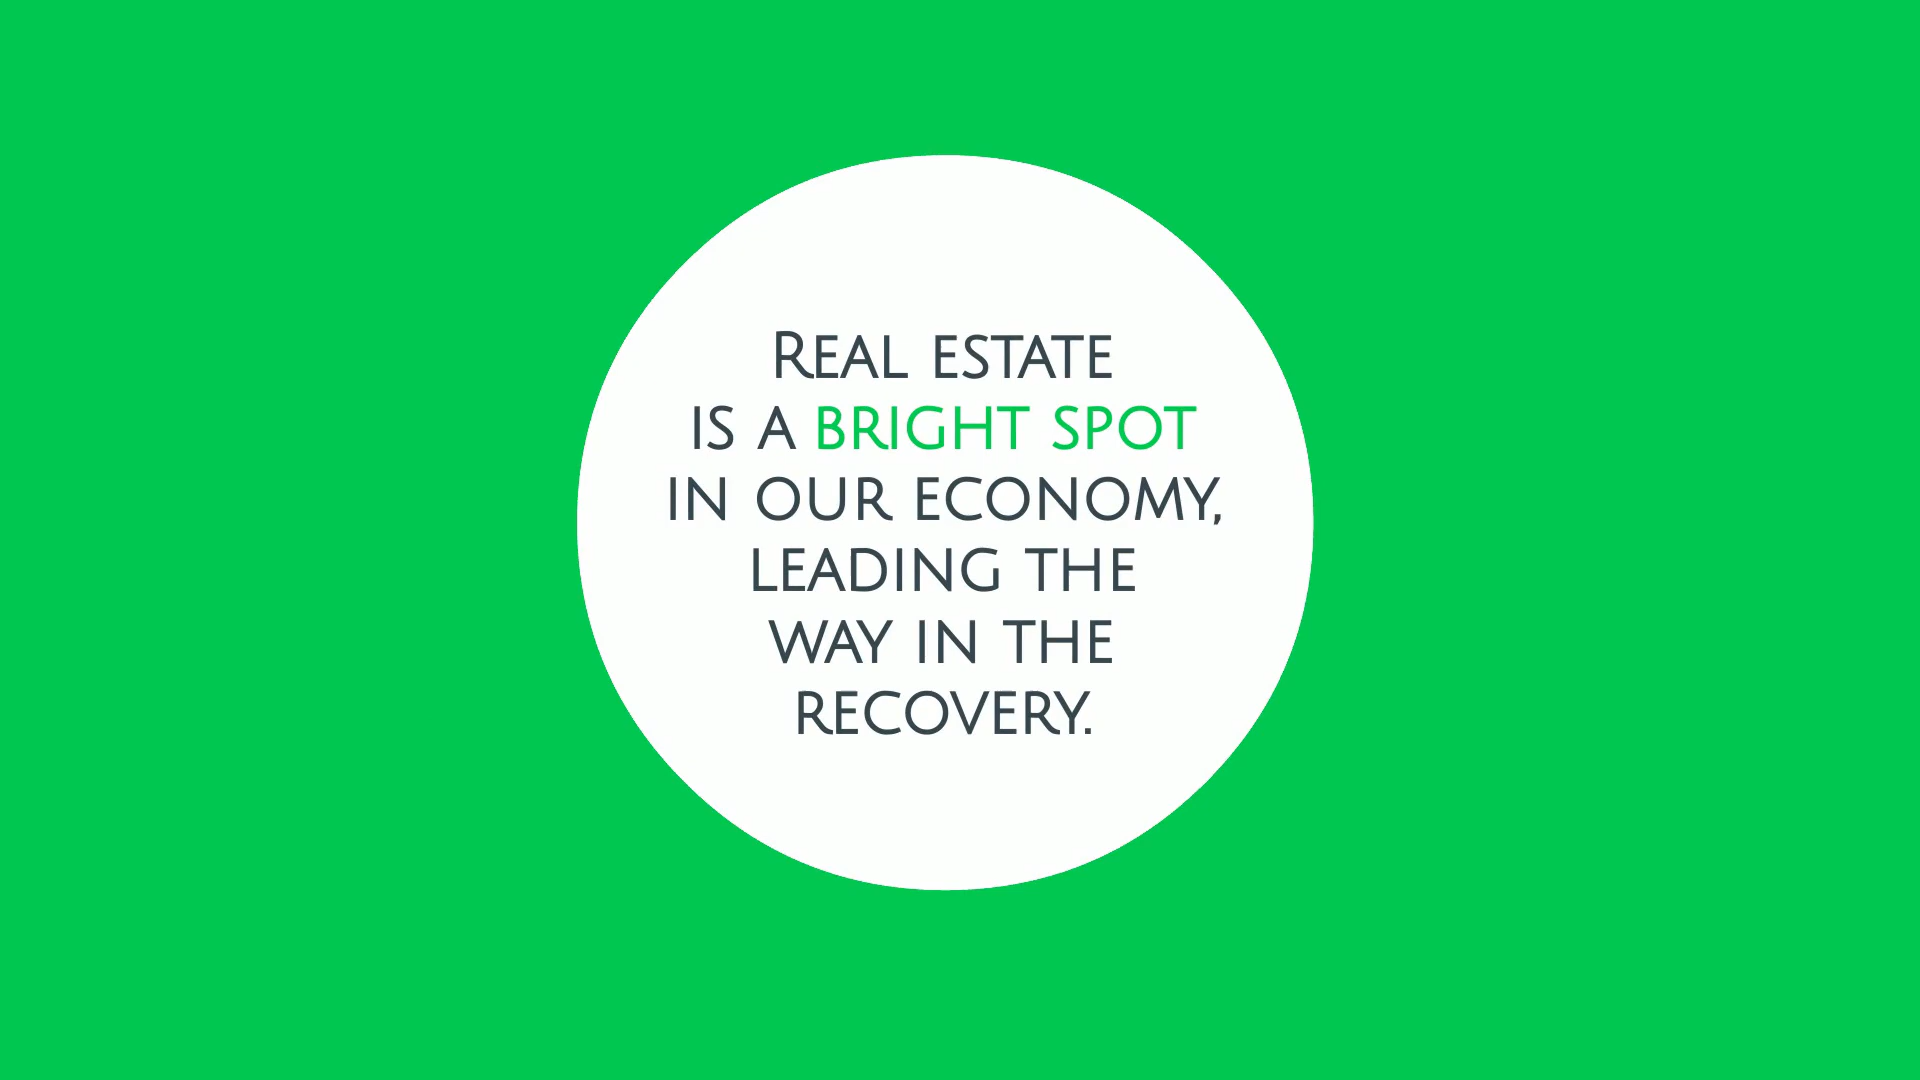 Real estate
is a bright spot
in our economy,
leading the
way in the
recovery.